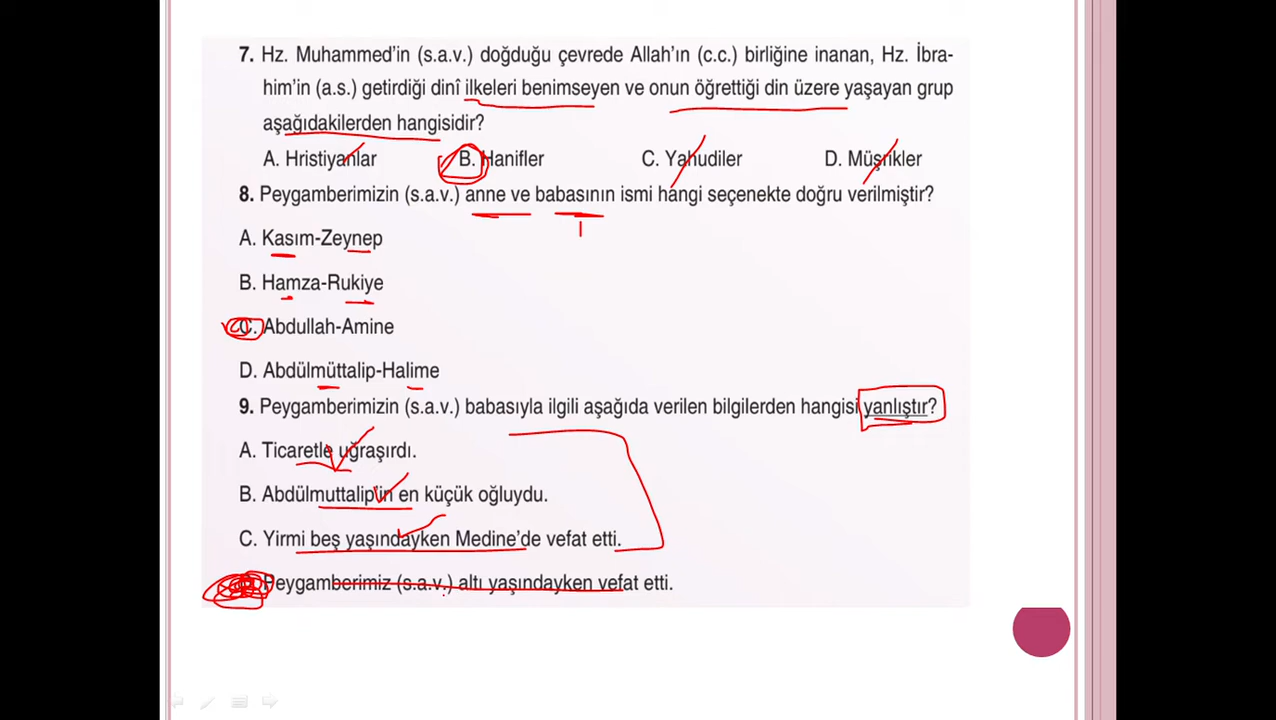 7. Hz. Muhammed'in (s.a.v.) doğduğu çevrede Allah'ın (c.c.) birliğine inanan, Hz. İbra-
him'in (a.s.) getirdiği dinî ilkeleri benimseyen ve onun öğrettiği din üzere yaşayan grup
aşağıdakilerden hangisidir?
A. Hristiyanlar B. Hanifler C. Yahudiler D. Müşrikler
8. Peygamberimizin (s.a.v.) anne ve babasının ismi hangi seçenekte doğru verilmiştir?
A. Kasım-Zeynep
B. Hamza-Rukiye
C. Abdullah-Amine
D. Abdülmüttalip-Halime
9. Peygamberimizin (s.a.v.) babasıyla ilgili aşağıda verilen bilgilerden hangisi yanlıştır?
A. Ticaretle uğraşırdı.
B. Abdülmuttalip'in en küçük oğluydu.
C. Yirmi beş yaşındayken Medine'de vefat etti.
Peygamberimiz (s.a.v.) altı yaşındayken vefat etti.